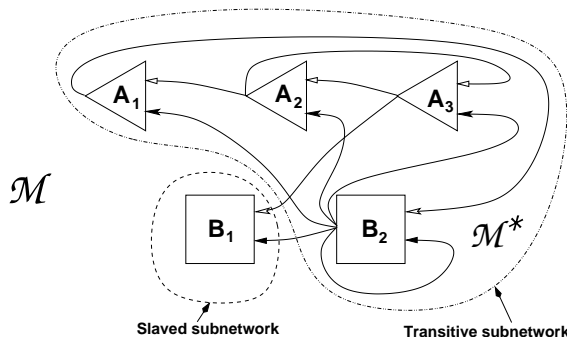 A1
A2
A3
M
B1
B2
M*
Slaved subnetwork
Transitive subnetwork